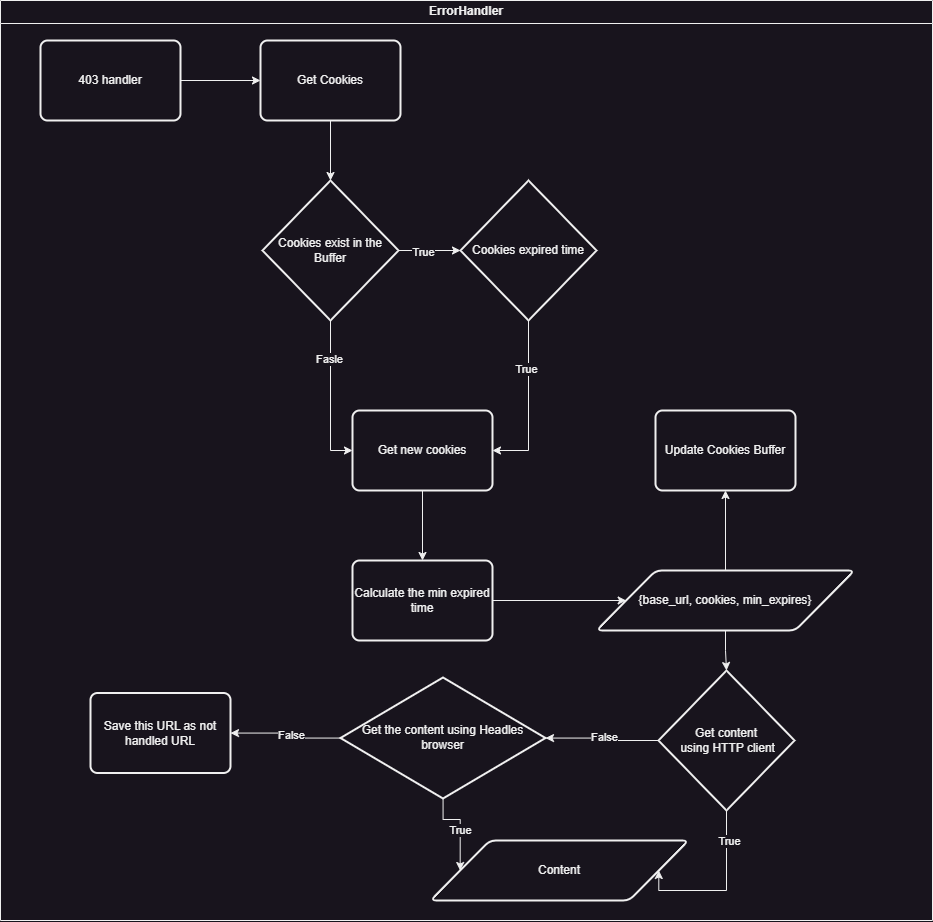 ErrorHandler
403 handler
Get Cookies
Cookies exist in the
Buffer
True
Cookies expired time
Fasle
True
Get new cookies
Update Cookies Buffer
Calculate the min expired
time
{base_url, cookies, min_expires}
Save this URL as not
handled URL
False
Get the content using Headles
browser
False
Get content
using HTTP client
True
True
Content